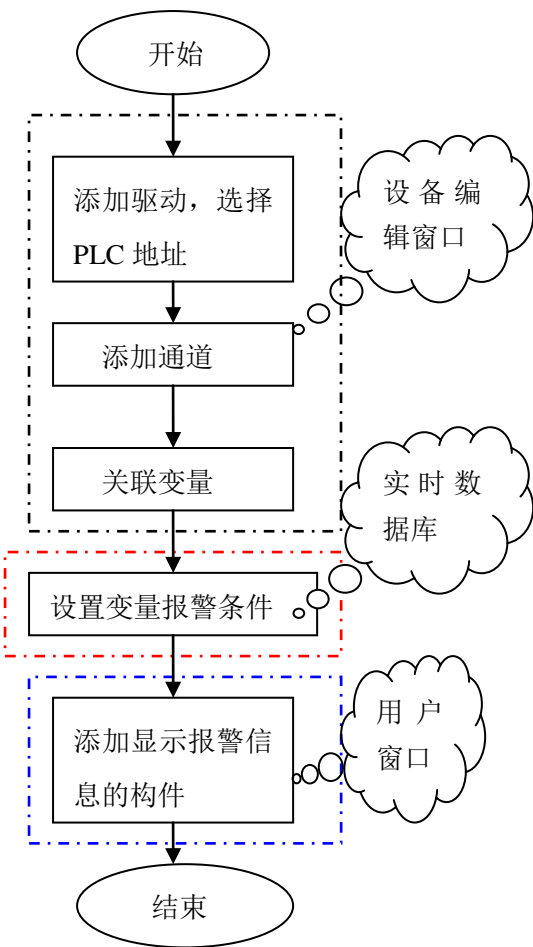 开始
添加驱动，选择
PLC 地址
设备编
辑窗口
添加通道
关联变量
实时数
据库
设置变量报警条件
添加显示报警信
息的构件
用户
窗口
结束